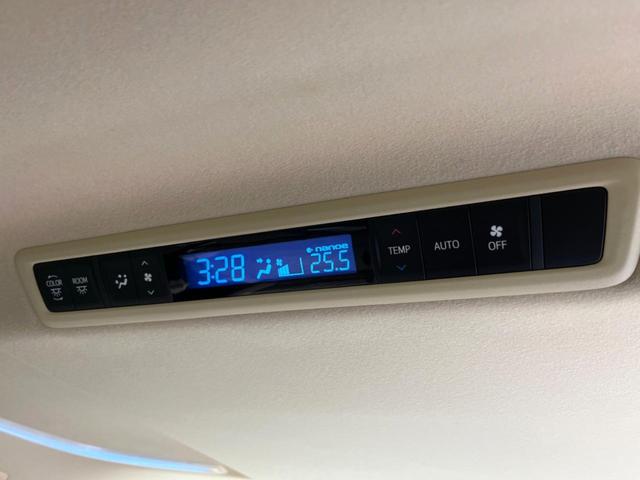 COLOR
ROOM
nanoe
3:28
25.5
TEMP
AUTO
OFF